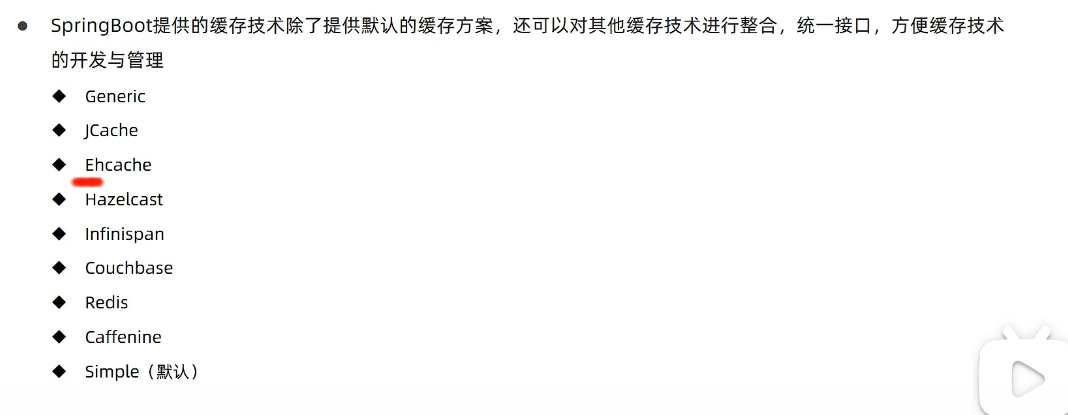 SpringBoot提供的缓存技术除了提供默认的缓存方案，还可以对其他缓存技术进行整合，统一接口，方便缓存技术
的开发与管理
Generic
JCache
Ehcache
Hazelcast
Infinispan
Couchbase
Redis
Caffenine
Simple（默认）